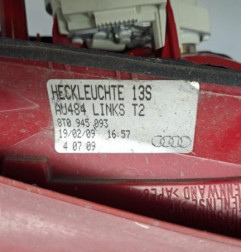 HECKLEUCHTE 13S
AU484 LINKS T2
8T0 945 093
19/02/09 16:57
4 07 09